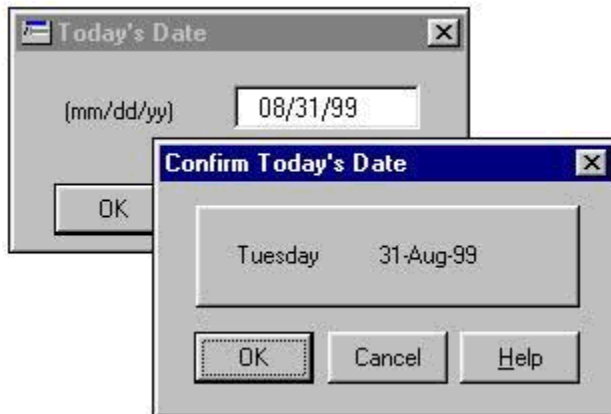 Today's Date
(mm/dd/yy) 08/31/99
OK
Confirm Today's Date
Tuesday 31-Aug-99
OK Cancel Help